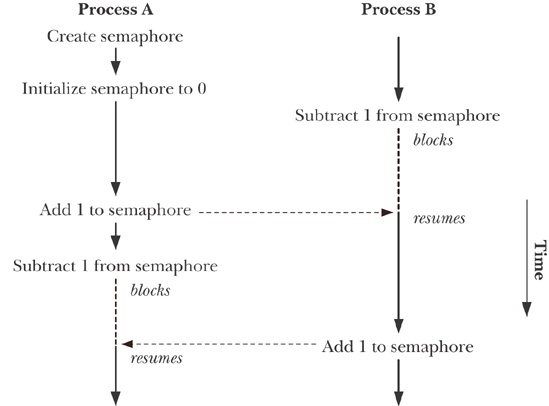 Process A
Process B
Create semaphore
Initialize semaphore to 0
Subtract 1 from semaphore
blocks
Add 1 to semaphore
resumes
Subtract 1 from semaphore
blocks
Time
Add 1 to semaphore
resumes